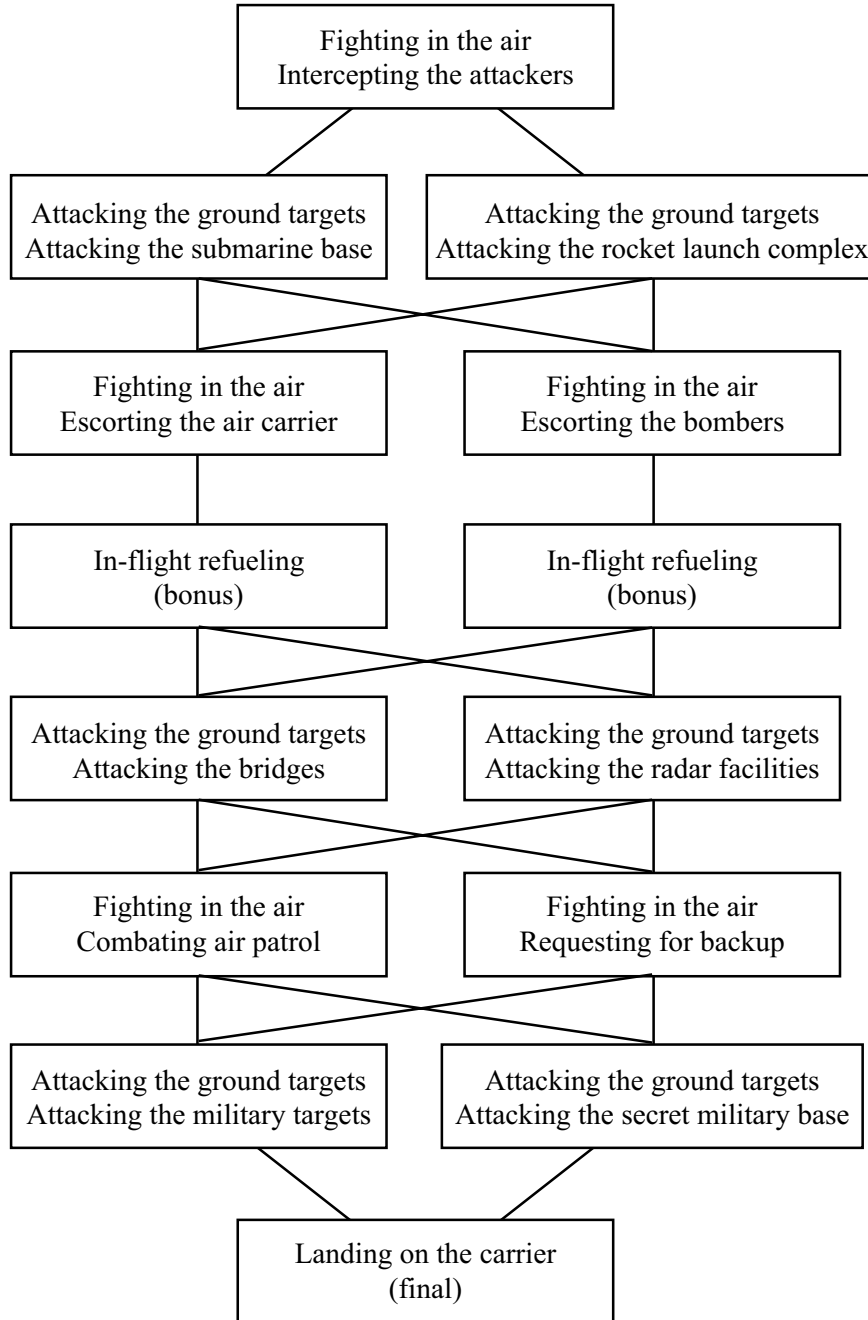 Fighting in the air
Intercepting the attackers
Attacking the ground targets
Attacking the submarine base
Attacking the ground targets
Attacking the rocket launch complex
Fighting in the air
Escorting the air carrier
Fighting in the air
Escorting the bombers
In-flight refueling
(bonus)
In-flight refueling
(bonus)
Attacking the ground targets
Attacking the bridges
Attacking the ground targets
Attacking the radar facilities
Fighting in the air
Combating air patrol
Fighting in the air
Requesting for backup
Attacking the ground targets
Attacking the military targets
Attacking the ground targets
Attacking the secret military base
Landing on the carrier
(final)